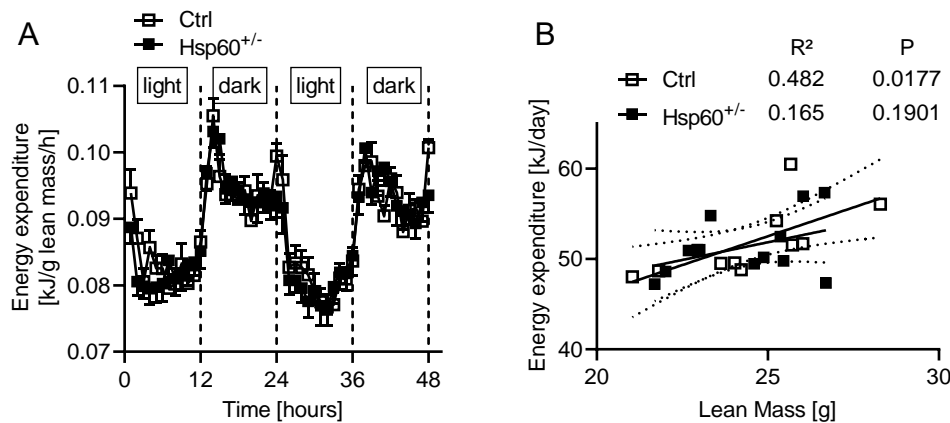 A
Ctrl
Hsp60+/-
light
dark
light
dark
Energy expenditure
[kJ/g lean mass/h]
0.11
0.10
0.09
0.08
0.07
0
12
24
36
48
Time [hours]
B
R² P
Ctrl 0.482 0.0177
Hsp60+/- 0.165 0.1901
Energy expenditure [kJ/day]
60
50
40
20
25
30
Lean Mass [g]